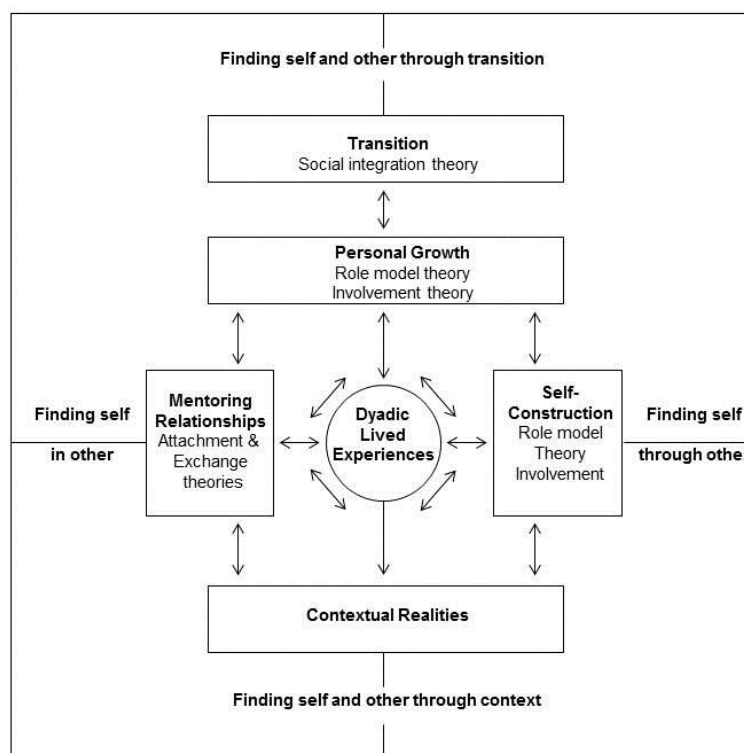 Finding self and other through transition
Transition
Social integration theory
Personal Growth
Role model theory
Involvement theory
Finding self
in other
Mentoring
Relationships
Attachment &
Exchange
theories
Dyadic
Lived
Experiences
Self-
Construction
Role model
Theory
Involvement
Finding self
through other
Contextual Realities
Finding self and other through context